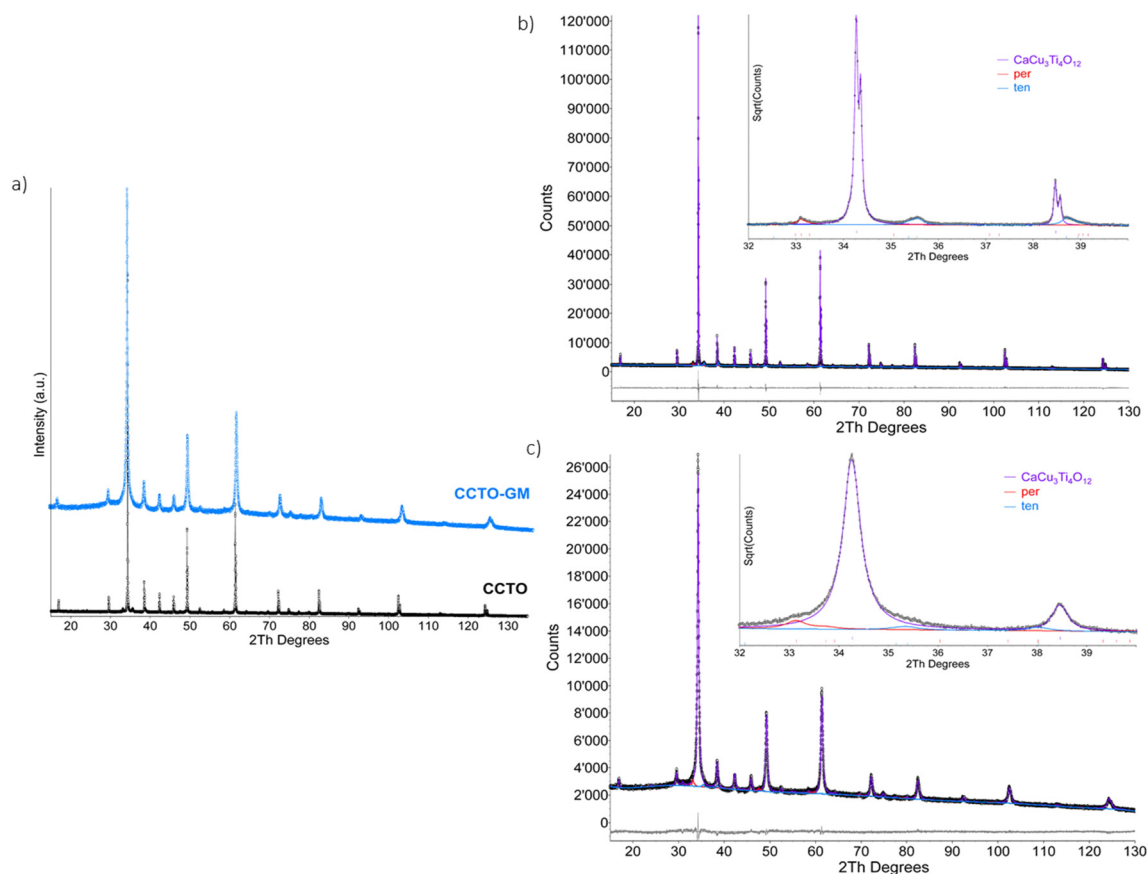 a)
Intensity (a.u.)
CCTO-GM
CCTO
20 30 40 50 60 70 80 90 100 110 120 130
2Th Degrees
b)
120'000
110'000
100'000
90'000
80'000
70'000
60'000
50'000
40'000
30'000
20'000
10'000
0
Counts
Sqrt(Counts)
CaCu₃Ti₄O₁₂
per
ten
32 33 34 35 36 37 38 39
2Th Degrees
20 30 40 50 60 70 80 90 100 110 120 130
2Th Degrees
c)
26'000
24'000
22'000
20'000
18'000
16'000
14'000
12'000
10'000
8'000
6'000
4'000
2'000
0
Counts
Sqrt(Counts)
CaCu₃Ti₄O₁₂
per
ten
32 33 34 35 36 37 38 39
2Th Degrees
20 30 40 50 60 70 80 90 100 110 120 130
2Th Degrees